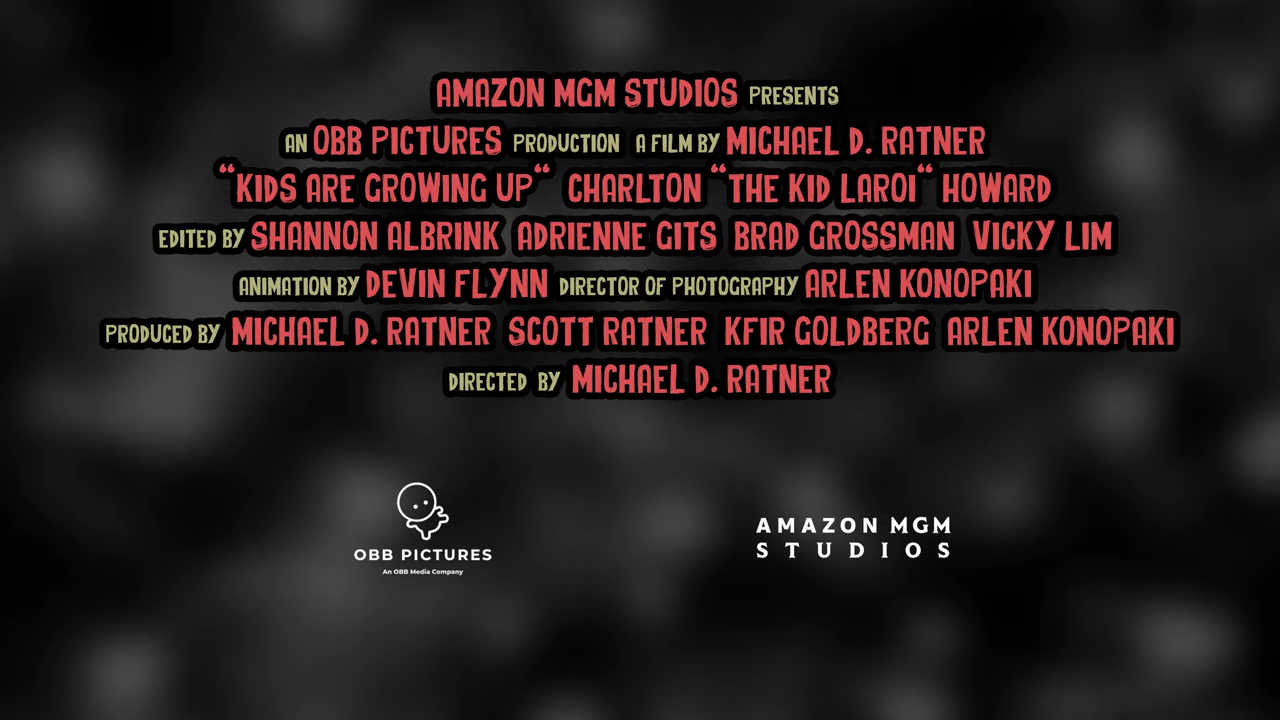 AMAZON MGM STUDIOS PRESENTS
AN OBB PICTURES PRODUCTION A FILM BY MICHAEL D. RATNER
“KIDS ARE GROWING UP“ CHARLTON “THE KID LAROI“ HOWARD
EDITED BY SHANNON ALBRINK ADRIENNE GITS BRAD GROSSMAN VICKY LIM
ANIMATION BY DEVIN FLYNN DIRECTOR OF PHOTOGRAPHY ARLEN KONOPAKI
PRODUCED BY MICHAEL D. RATNER SCOTT RATNER KFIR GOLDBERG ARLEN KONOPAKI
DIRECTED BY MICHAEL D. RATNER
OBB PICTURES
An OBB Media Company
AMAZON MGM
STUDIOS